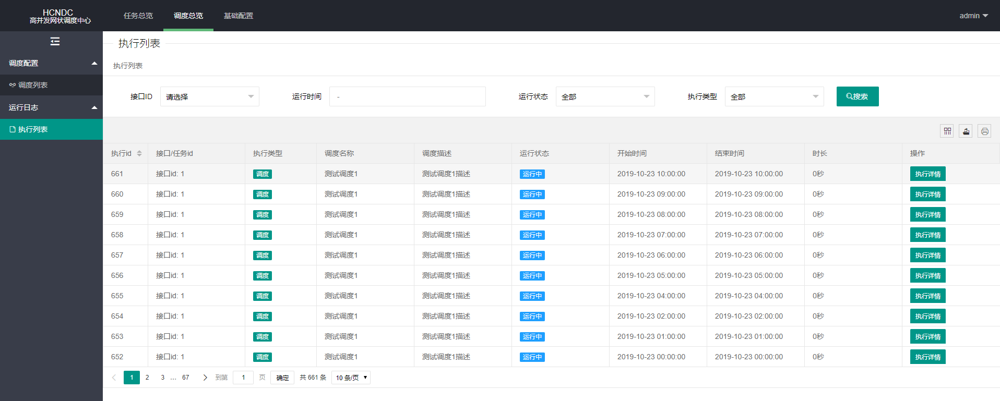 HCNDC
高并发网状调度中心
任务总览 调度总览 基础配置 admin
调度配置
调度列表
运行日志
执行列表
执行列表
执行列表
接口ID 请选择 运行时间 - 运行状态 全部 执行类型 全部 搜索
执行id 接口/任务id 执行类型 调度名称 调度描述 运行状态 开始时间 结束时间 时长 操作
661 接口id: 1 调度 测试调度1 测试调度1描述 运行中 2019-10-23 10:00:00 2019-10-23 10:00:00 0秒 执行详情
660 接口id: 1 调度 测试调度1 测试调度1描述 运行中 2019-10-23 09:00:00 2019-10-23 09:00:00 0秒 执行详情
659 接口id: 1 调度 测试调度1 测试调度1描述 运行中 2019-10-23 08:00:00 2019-10-23 08:00:00 0秒 执行详情
658 接口id: 1 调度 测试调度1 测试调度1描述 运行中 2019-10-23 07:00:00 2019-10-23 07:00:00 0秒 执行详情
657 接口id: 1 调度 测试调度1 测试调度1描述 运行中 2019-10-23 06:00:00 2019-10-23 06:00:00 0秒 执行详情
656 接口id: 1 调度 测试调度1 测试调度1描述 运行中 2019-10-23 05:00:00 2019-10-23 05:00:00 0秒 执行详情
655 接口id: 1 调度 测试调度1 测试调度1描述 运行中 2019-10-23 04:00:00 2019-10-23 04:00:00 0秒 执行详情
654 接口id: 1 调度 测试调度1 测试调度1描述 运行中 2019-10-23 02:00:00 2019-10-23 02:00:00 0秒 执行详情
653 接口id: 1 调度 测试调度1 测试调度1描述 运行中 2019-10-23 01:00:00 2019-10-23 01:00:00 0秒 执行详情
652 接口id: 1 调度 测试调度1 测试调度1描述 运行中 2019-10-23 00:00:00 2019-10-23 00:00:00 0秒 执行详情
1 2 3 … 67 到第 1 页 确定 共 661 条 10 条/页